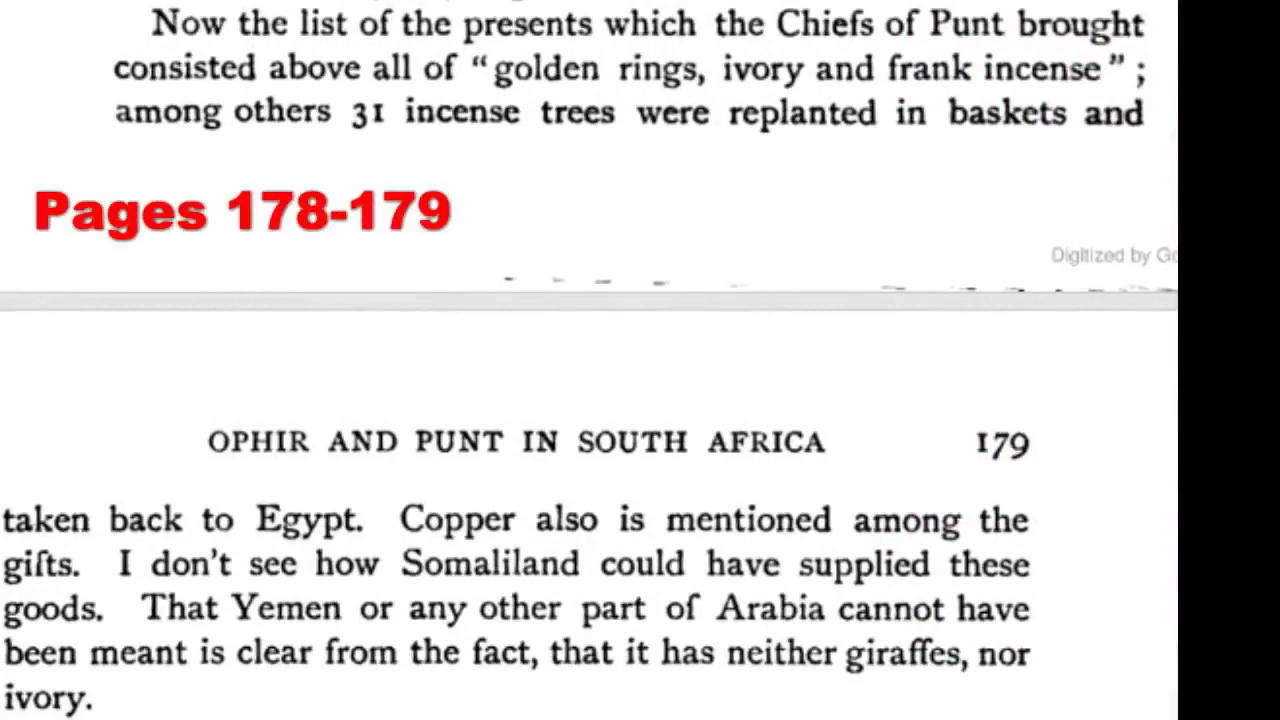 Now the list of the presents which the Chiefs of Punt brought
consisted above all of “golden rings, ivory and frank incense” ;
among others 31 incense trees were replanted in baskets and
Pages 178-179
Digitized by
OPHIR AND PUNT IN SOUTH AFRICA 179
taken back to Egypt. Copper also is mentioned among the
gifts. I don't see how Somaliland could have supplied these
goods. That Yemen or any other part of Arabia cannot have
been meant is clear from the fact, that it has neither giraffes, nor
ivory.